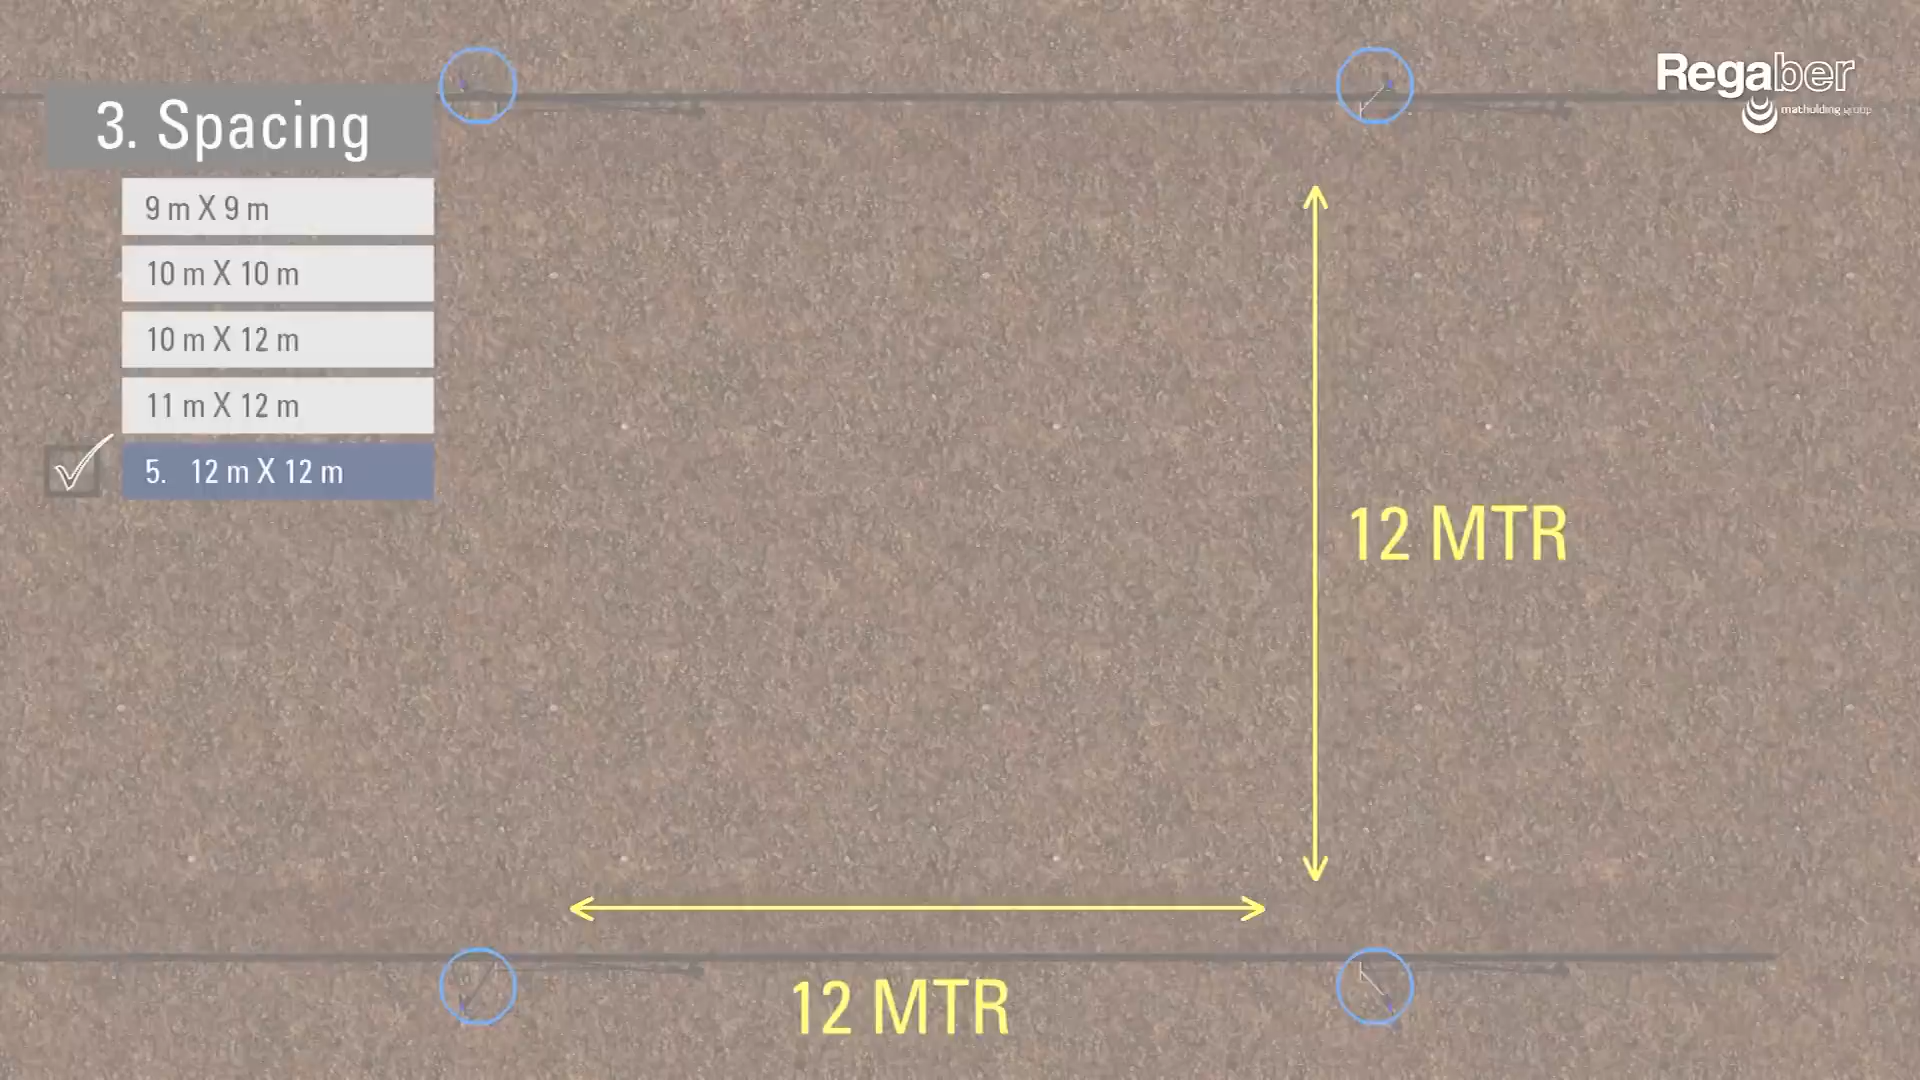 Regaber
matholding group
3. Spacing
9 m X 9 m
10 m X 10 m
10 m X 12 m
11 m X 12 m
5. 12 m X 12 m
12 MTR
12 MTR